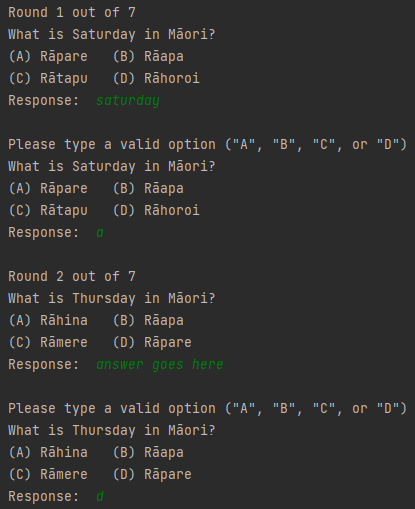 Round 1 out of 7
What is Saturday in Māori?
(A) Rāpare   (B) Rāapa
(C) Rātapu   (D) Rāhoroi
Response:  saturday
Please type a valid option ("A", "B", "C", or "D")
What is Saturday in Māori?
(A) Rāpare   (B) Rāapa
(C) Rātapu   (D) Rāhoroi
Response:  a
Round 2 out of 7
What is Thursday in Māori?
(A) Rāhina   (B) Rāapa
(C) Rāmere   (D) Rāpare
Response:  answer goes here
Please type a valid option ("A", "B", "C", or "D")
What is Thursday in Māori?
(A) Rāhina   (B) Rāapa
(C) Rāmere   (D) Rāpare
Response:  d